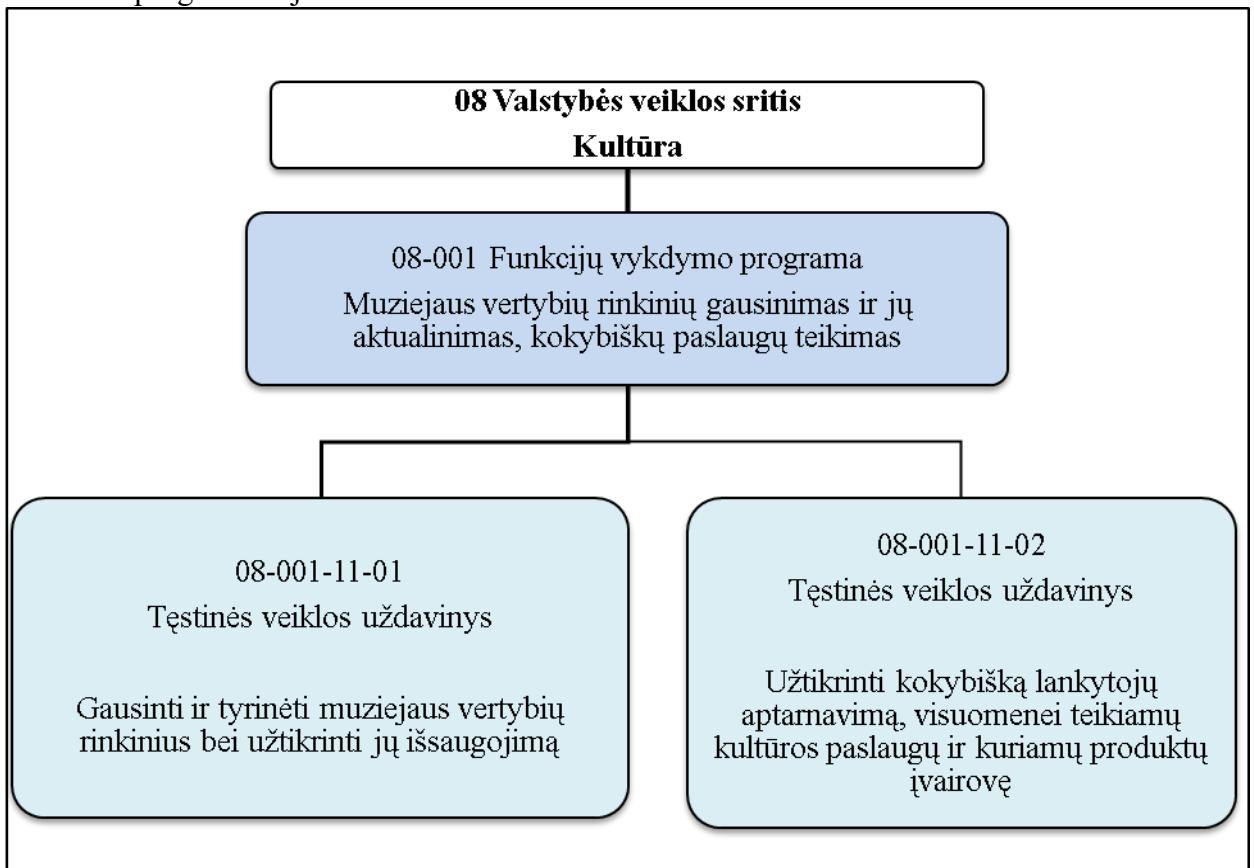 08 Valstybės veiklos sritis
Kultūra
08-001 Funkcijų vykdymo programa
Muziejaus vertybių rinkinių gausinimas ir jų
aktualinimas, kokybiškų paslaugų teikimas
08-001-11-01
Tęstinės veiklos uždavinys
Gausinti ir tyrinėti muziejaus vertybių
rinkinius bei užtikrinti jų išsaugojimą
08-001-11-02
Tęstinės veiklos uždavinys
Užtikrinti kokybišką lankytojų
aptarnavimą, visuomenei teikiamų
kultūros paslaugų ir kuriamų produktų
įvairovę